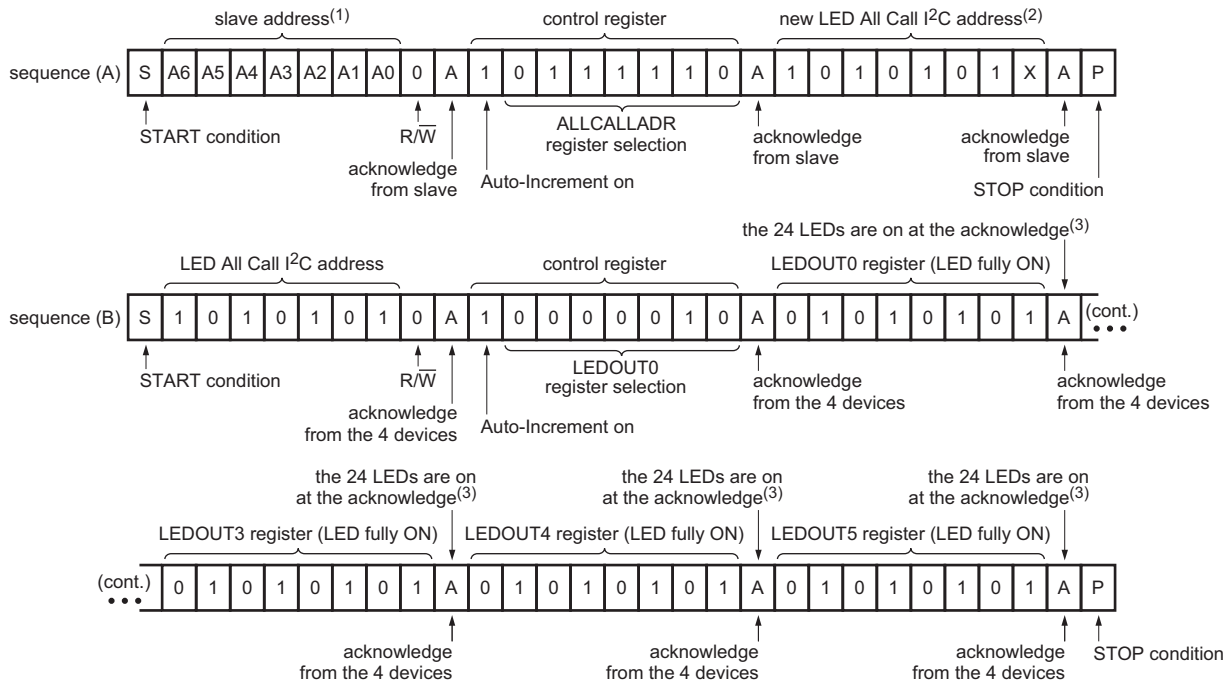 slave address(1)
control register
new LED All Call I2C address(2)
sequence (A)
S A6 A5 A4 A3 A2 A1 A0 0 A 1 0 1 1 1 1 1 0 A 1 0 1 0 1 0 1 X A P
START condition
R/W
acknowledge
from slave
Auto-Increment on
ALLCALLADR
register selection
acknowledge
from slave
acknowledge
from slave
STOP condition
the 24 LEDs are on at the acknowledge(3)
LED All Call I2C address
control register
LEDOUT0 register (LED fully ON)
sequence (B)
S 1 0 1 0 1 0 1 0 A 1 0 0 0 0 0 1 0 A 0 1 0 1 0 1 0 1 A (cont.)
START condition
R/W
acknowledge
from the 4 devices
Auto-Increment on
LEDOUT0
register selection
acknowledge
from the 4 devices
acknowledge
from the 4 devices
the 24 LEDs are on
at the acknowledge(3)
the 24 LEDs are on
at the acknowledge(3)
the 24 LEDs are on
at the acknowledge(3)
LEDOUT3 register (LED fully ON)
LEDOUT4 register (LED fully ON)
LEDOUT5 register (LED fully ON)
(cont.)
0 1 0 1 0 1 0 1 A 0 1 0 1 0 1 0 1 A 0 1 0 1 0 1 0 1 A P
acknowledge
from the 4 devices
acknowledge
from the 4 devices
acknowledge
from the 4 devices
STOP condition